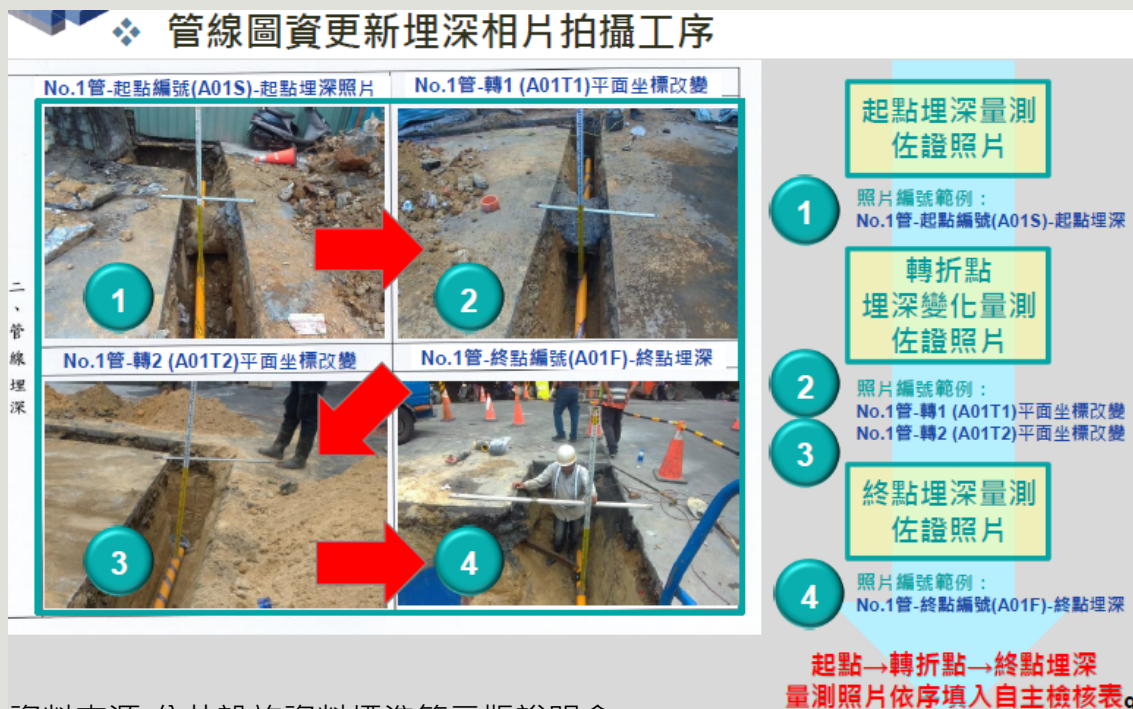 ❖ 管線圖資更新埋深相片拍攝工序
No.1管-起點編號(A01S)-起點埋深照片
No.1管-轉1 (A01T1)平面坐標改變
1
2
二、管線埋深
No.1管-轉2 (A01T2)平面坐標改變
No.1管-終點編號(A01F)-終點埋深
3
4
起點埋深量測
佐證照片
1
照片編號範例：
No.1管-起點編號(A01S)-起點埋深
轉折點
埋深變化量測
佐證照片
2
照片編號範例：
No.1管-轉1 (A01T1)平面坐標改變
No.1管-轉2 (A01T2)平面坐標改變
3
終點埋深量測
佐證照片
4
照片編號範例：
No.1管-終點編號(A01F)-終點埋深
起點→轉折點→終點埋深
量測照片依序填入自主檢核表。